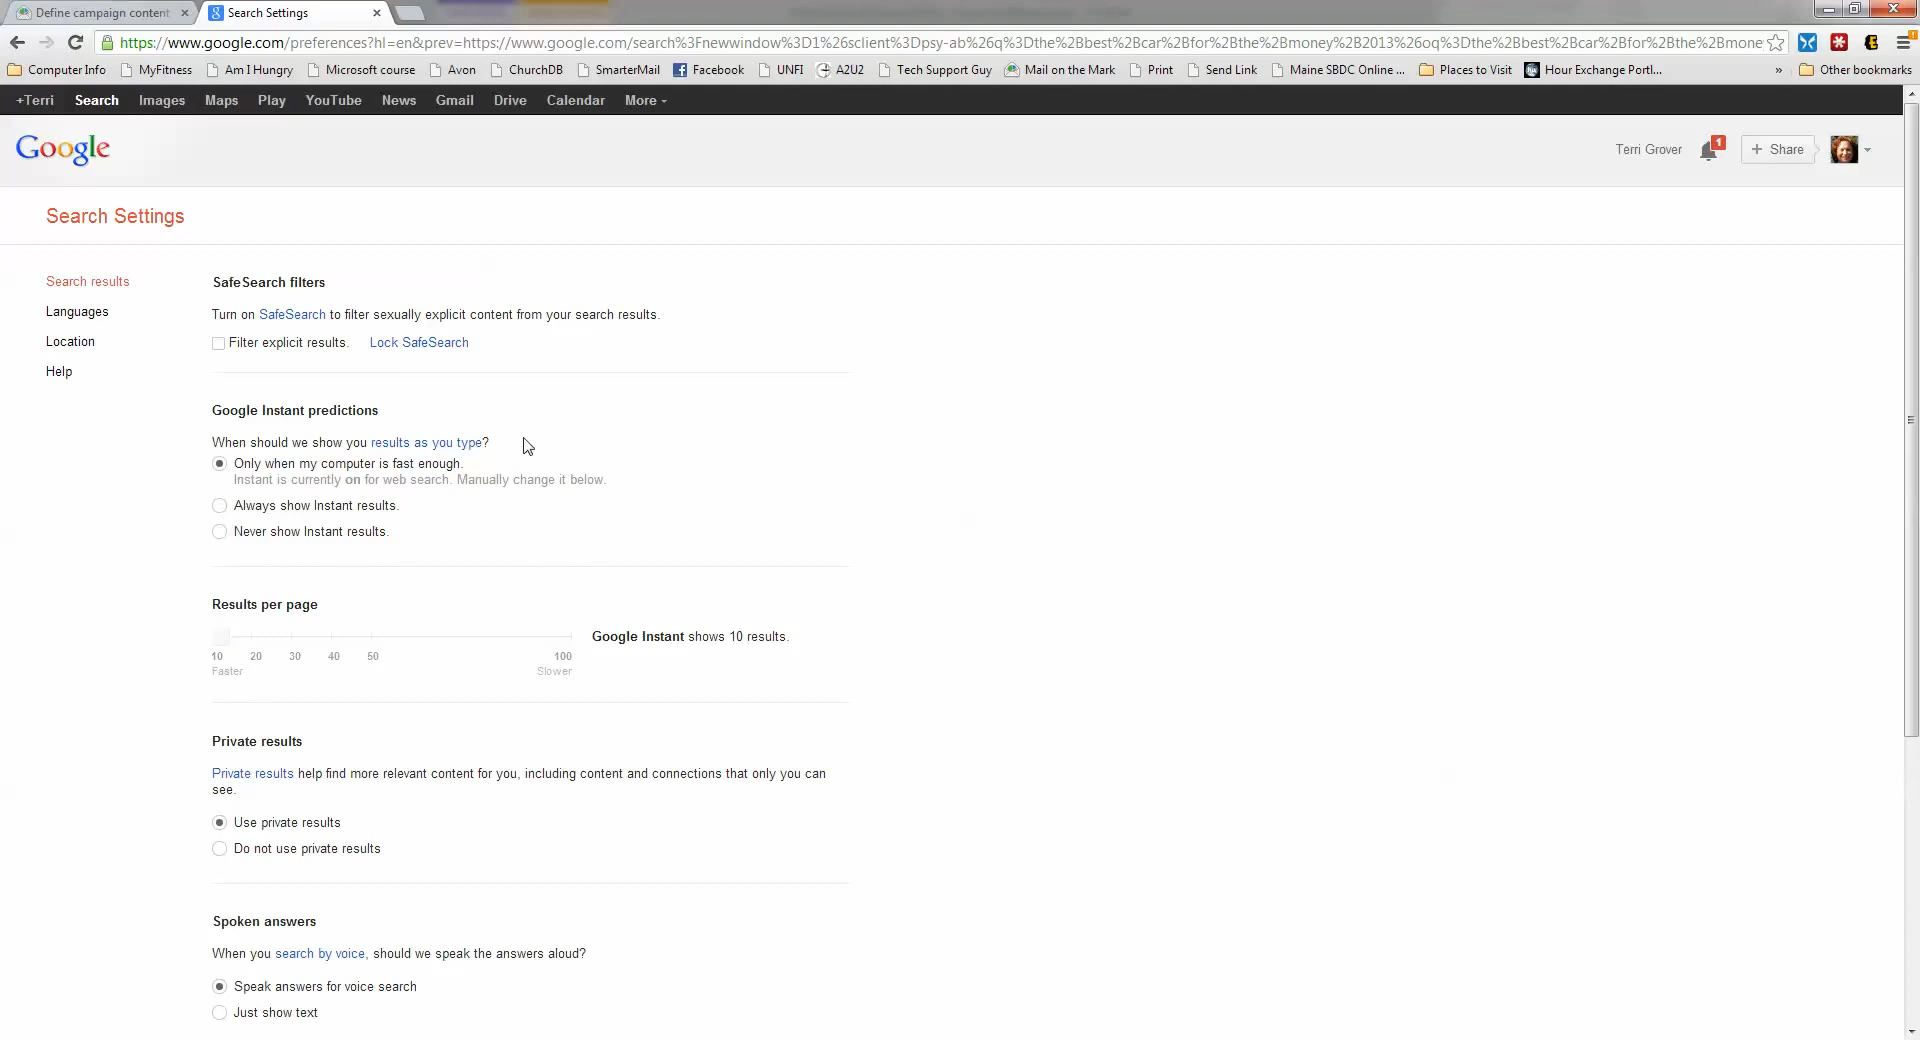 Define campaign content
Search Settings
https://www.google.com/preferences?hl=en&prev=https://www.google.com/search%3Fnewwindow%3D1%26sclient%3Dpsy-ab%26q%3Dthe%2Bbest%2Bcar%2Bfor%2Bthe%2Bmoney%2B2013%26oq%3Dthe%2Bbest%2Bcar%2Bfor%2Bthe%2Bmone
Computer Info MyFitness Am I Hungry Microsoft course Avon ChurchDB SmarterMail Facebook UNFI A2U2 Tech Support Guy Mail on the Mark Print Send Link Maine SBDC Online ... Places to Visit Hour Exchange Portl... » Other bookmarks
+Terri Search Images Maps Play YouTube News Gmail Drive Calendar More
Google
Terri Grover 1 + Share
Search Settings
Search results
Languages
Location
Help
SafeSearch filters
Turn on SafeSearch to filter sexually explicit content from your search results.
Filter explicit results. Lock SafeSearch
Google Instant predictions
When should we show you results as you type?
Only when my computer is fast enough.
Instant is currently on for web search. Manually change it below.
Always show Instant results.
Never show Instant results.
Results per page
Google Instant shows 10 results.
10 20 30 40 50 100
Faster Slower
Private results
Private results help find more relevant content for you, including content and connections that only you can
see.
Use private results
Do not use private results
Spoken answers
When you search by voice, should we speak the answers aloud?
Speak answers for voice search
Just show text